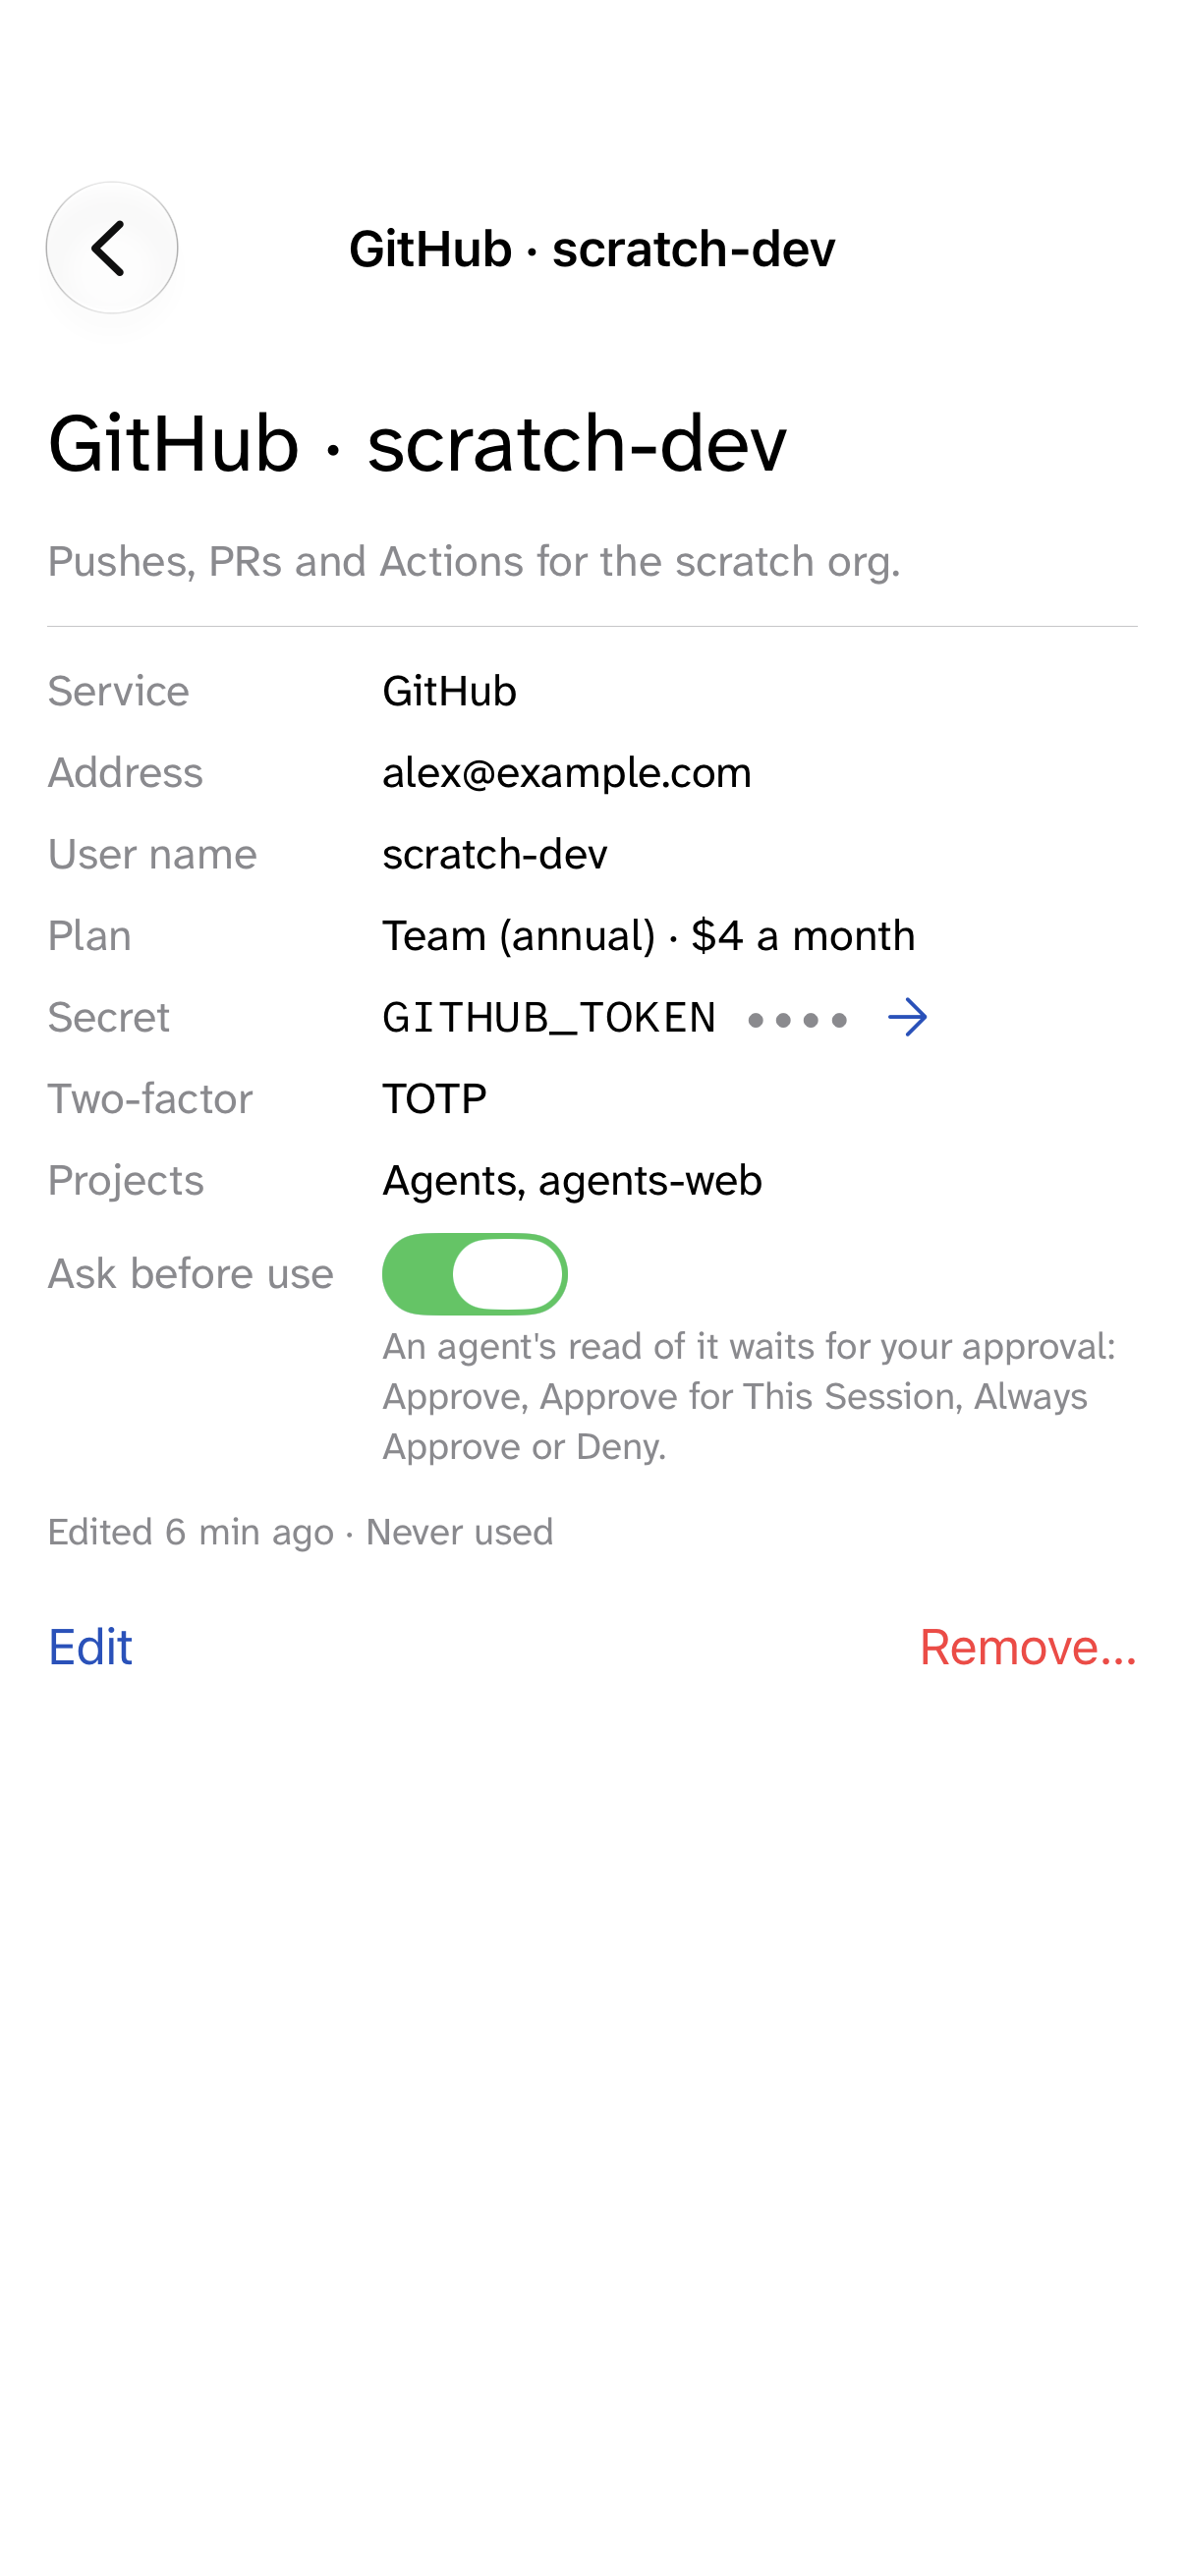 GitHub · scratch-dev
GitHub · scratch-dev
Pushes, PRs and Actions for the scratch org.
Service GitHub
Address alex@example.com
User name scratch-dev
Plan Team (annual) · $4 a month
Secret GITHUB_TOKEN •••• →
Two-factor TOTP
Projects Agents, agents-web
Ask before use
An agent's read of it waits for your approval:
Approve, Approve for This Session, Always
Approve or Deny.
Edited 6 min ago · Never used
Edit Remove...